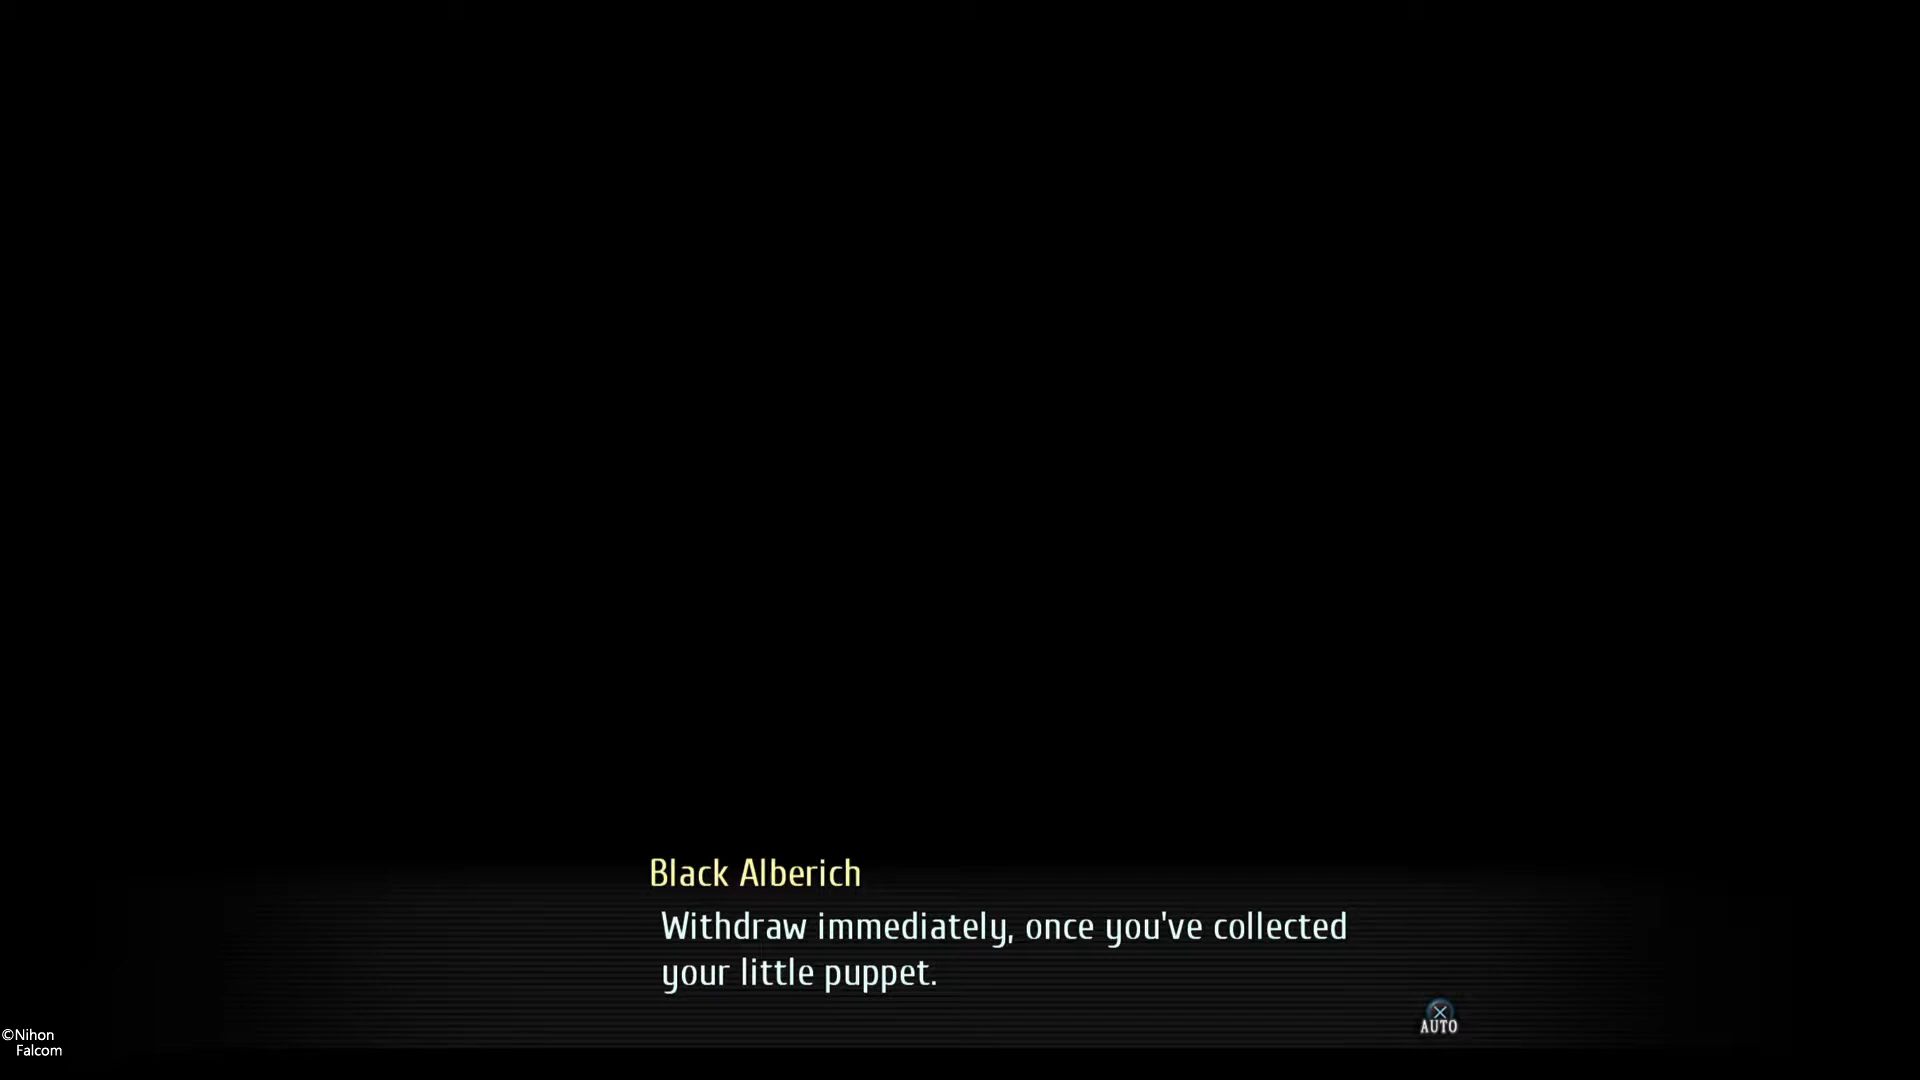 Black Alberich
Withdraw immediately, once you've collected
your little puppet.
AUTO
©Nihon
Falcom